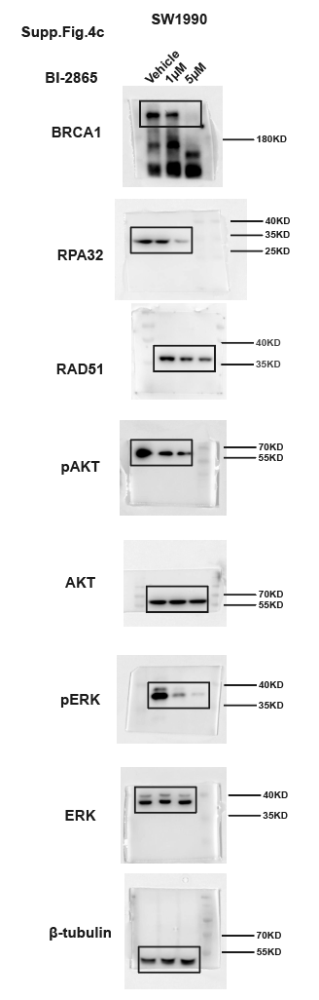 SW1990
Supp.Fig.4c
BI-2865
Vehicle
1μM
5μM
BRCA1
180KD
RPA32
40KD
35KD
25KD
RAD51
40KD
35KD
pAKT
70KD
55KD
AKT
70KD
55KD
pERK
40KD
35KD
ERK
40KD
35KD
β-tubulin
70KD
55KD